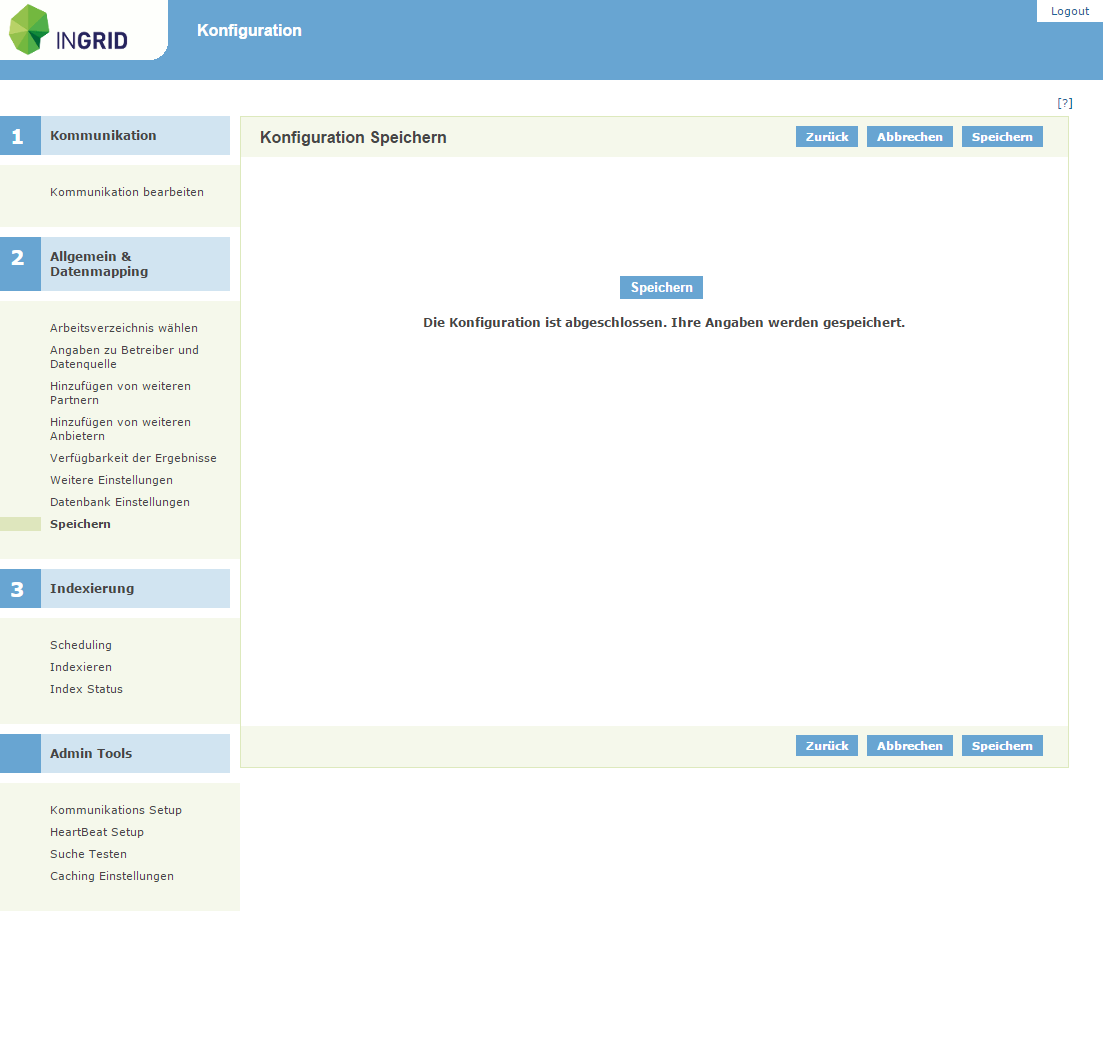 INGRID
Konfiguration
Logout
[?]
1 Kommunikation
Kommunikation bearbeiten
2 Allgemein &
Datenmapping
Arbeitsverzeichnis wählen
Angaben zu Betreiber und
Datenquelle
Hinzufügen von weiteren
Partnern
Hinzufügen von weiteren
Anbietern
Verfügbarkeit der Ergebnisse
Weitere Einstellungen
Datenbank Einstellungen
Speichern
3 Indexierung
Scheduling
Indexieren
Index Status
Admin Tools
Kommunikations Setup
HeartBeat Setup
Suche Testen
Caching Einstellungen
Konfiguration Speichern
Zurück Abbrechen Speichern
Speichern
Die Konfiguration ist abgeschlossen. Ihre Angaben werden gespeichert.
Zurück Abbrechen Speichern